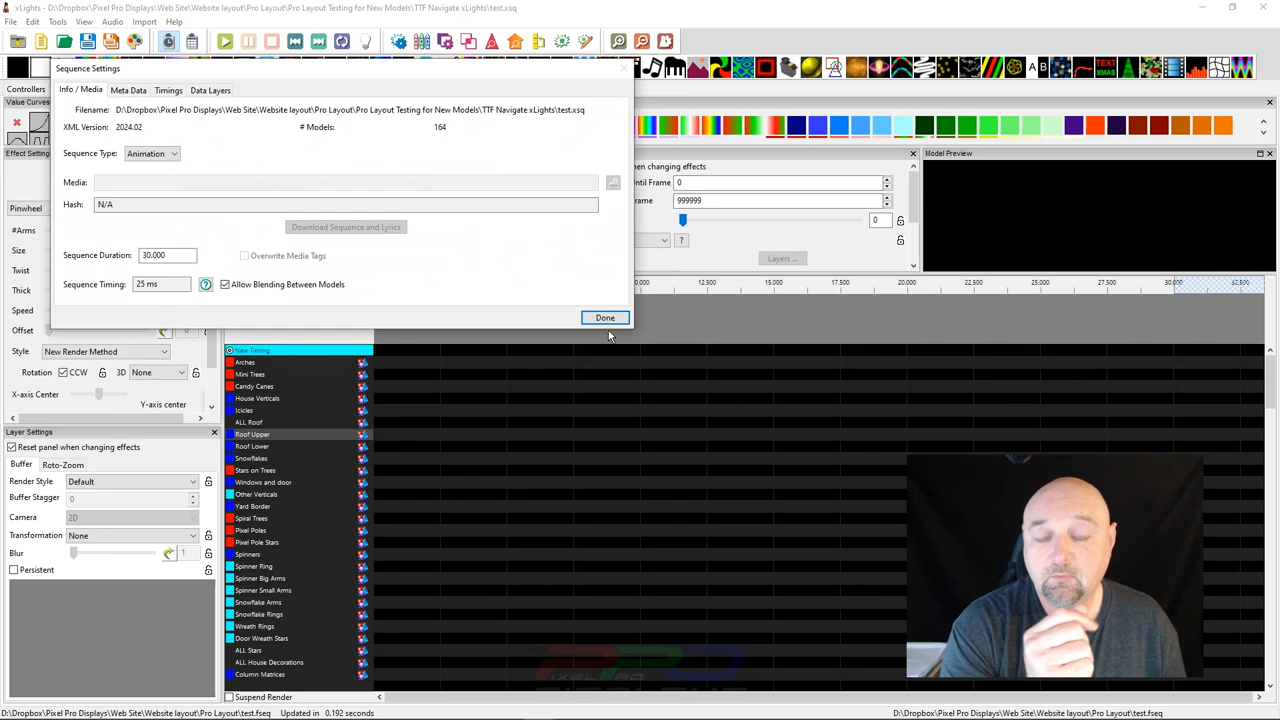 xLights - D:\Dropbox\Pixel Pro Displays\Web Site\Website layout\Pro Layout Testing for New Models\TTF Navigate xLights\test.xsq
File Edit Tools View Audio Import Help
Sequence Settings
Controllers
Info / Media Meta Data Timings Data Layers
Value Curves
Filename: D:\Dropbox\Pixel Pro Displays\Web Site\Website layout\Pro Layout Testing for New Models\TTF Navigate xLights\test.xsq
XML Version: 2024.02 # Models: 164
Sequence Type: Animation
Effect Setting
when changing effects
Model Preview
Media:
Until Frame 0
Hash: N/A
Frame 999999
Pinwheel
#Arms
0
Download Sequence and Lyrics
Size
Twist
Sequence Duration: 30.000 Overwrite Media Tags
Layers ...
Thick
Sequence Timing: 25 ms Allow Blending Between Models
Speed
0.000 12.500 15.000 17.500 20.000 22.500 25.000 27.500 30.000 32.500
Done
Offset
Style New Render Method
Rotation CCW 3D None
X-axis Center
Y-axis center
New Timing
Arches
Mini Trees
Candy Canes
House Verticals
Icicles
ALL Roof
Roof Upper
Roof Lower
Snowflakes
Stars on Trees
Windows and door
Other Verticals
Yard Border
Spiral Trees
Pixel Poles
Pixel Pole Stars
Spinners
Spinner Ring
Spinner Big Arms
Spinner Small Arms
Snowflake Arms
Snowflake Rings
Wreath Rings
Door Wreath Stars
ALL Stars
ALL House Decorations
Column Matrices
Layer Settings
Reset panel when changing effects
Buffer Roto-Zoom
Render Style Default
Buffer Stagger 0
Camera 2D
Transformation None
Blur 1
Persistent
Suspend Render
D:\Dropbox\Pixel Pro Displays\Web Site\Website layout\Pro Layout\test.fseq Updated in 0.192 seconds
D:\Dropbox\Pixel Pro Displays\Web Site\Website layout\Pro Layout\test.fseq